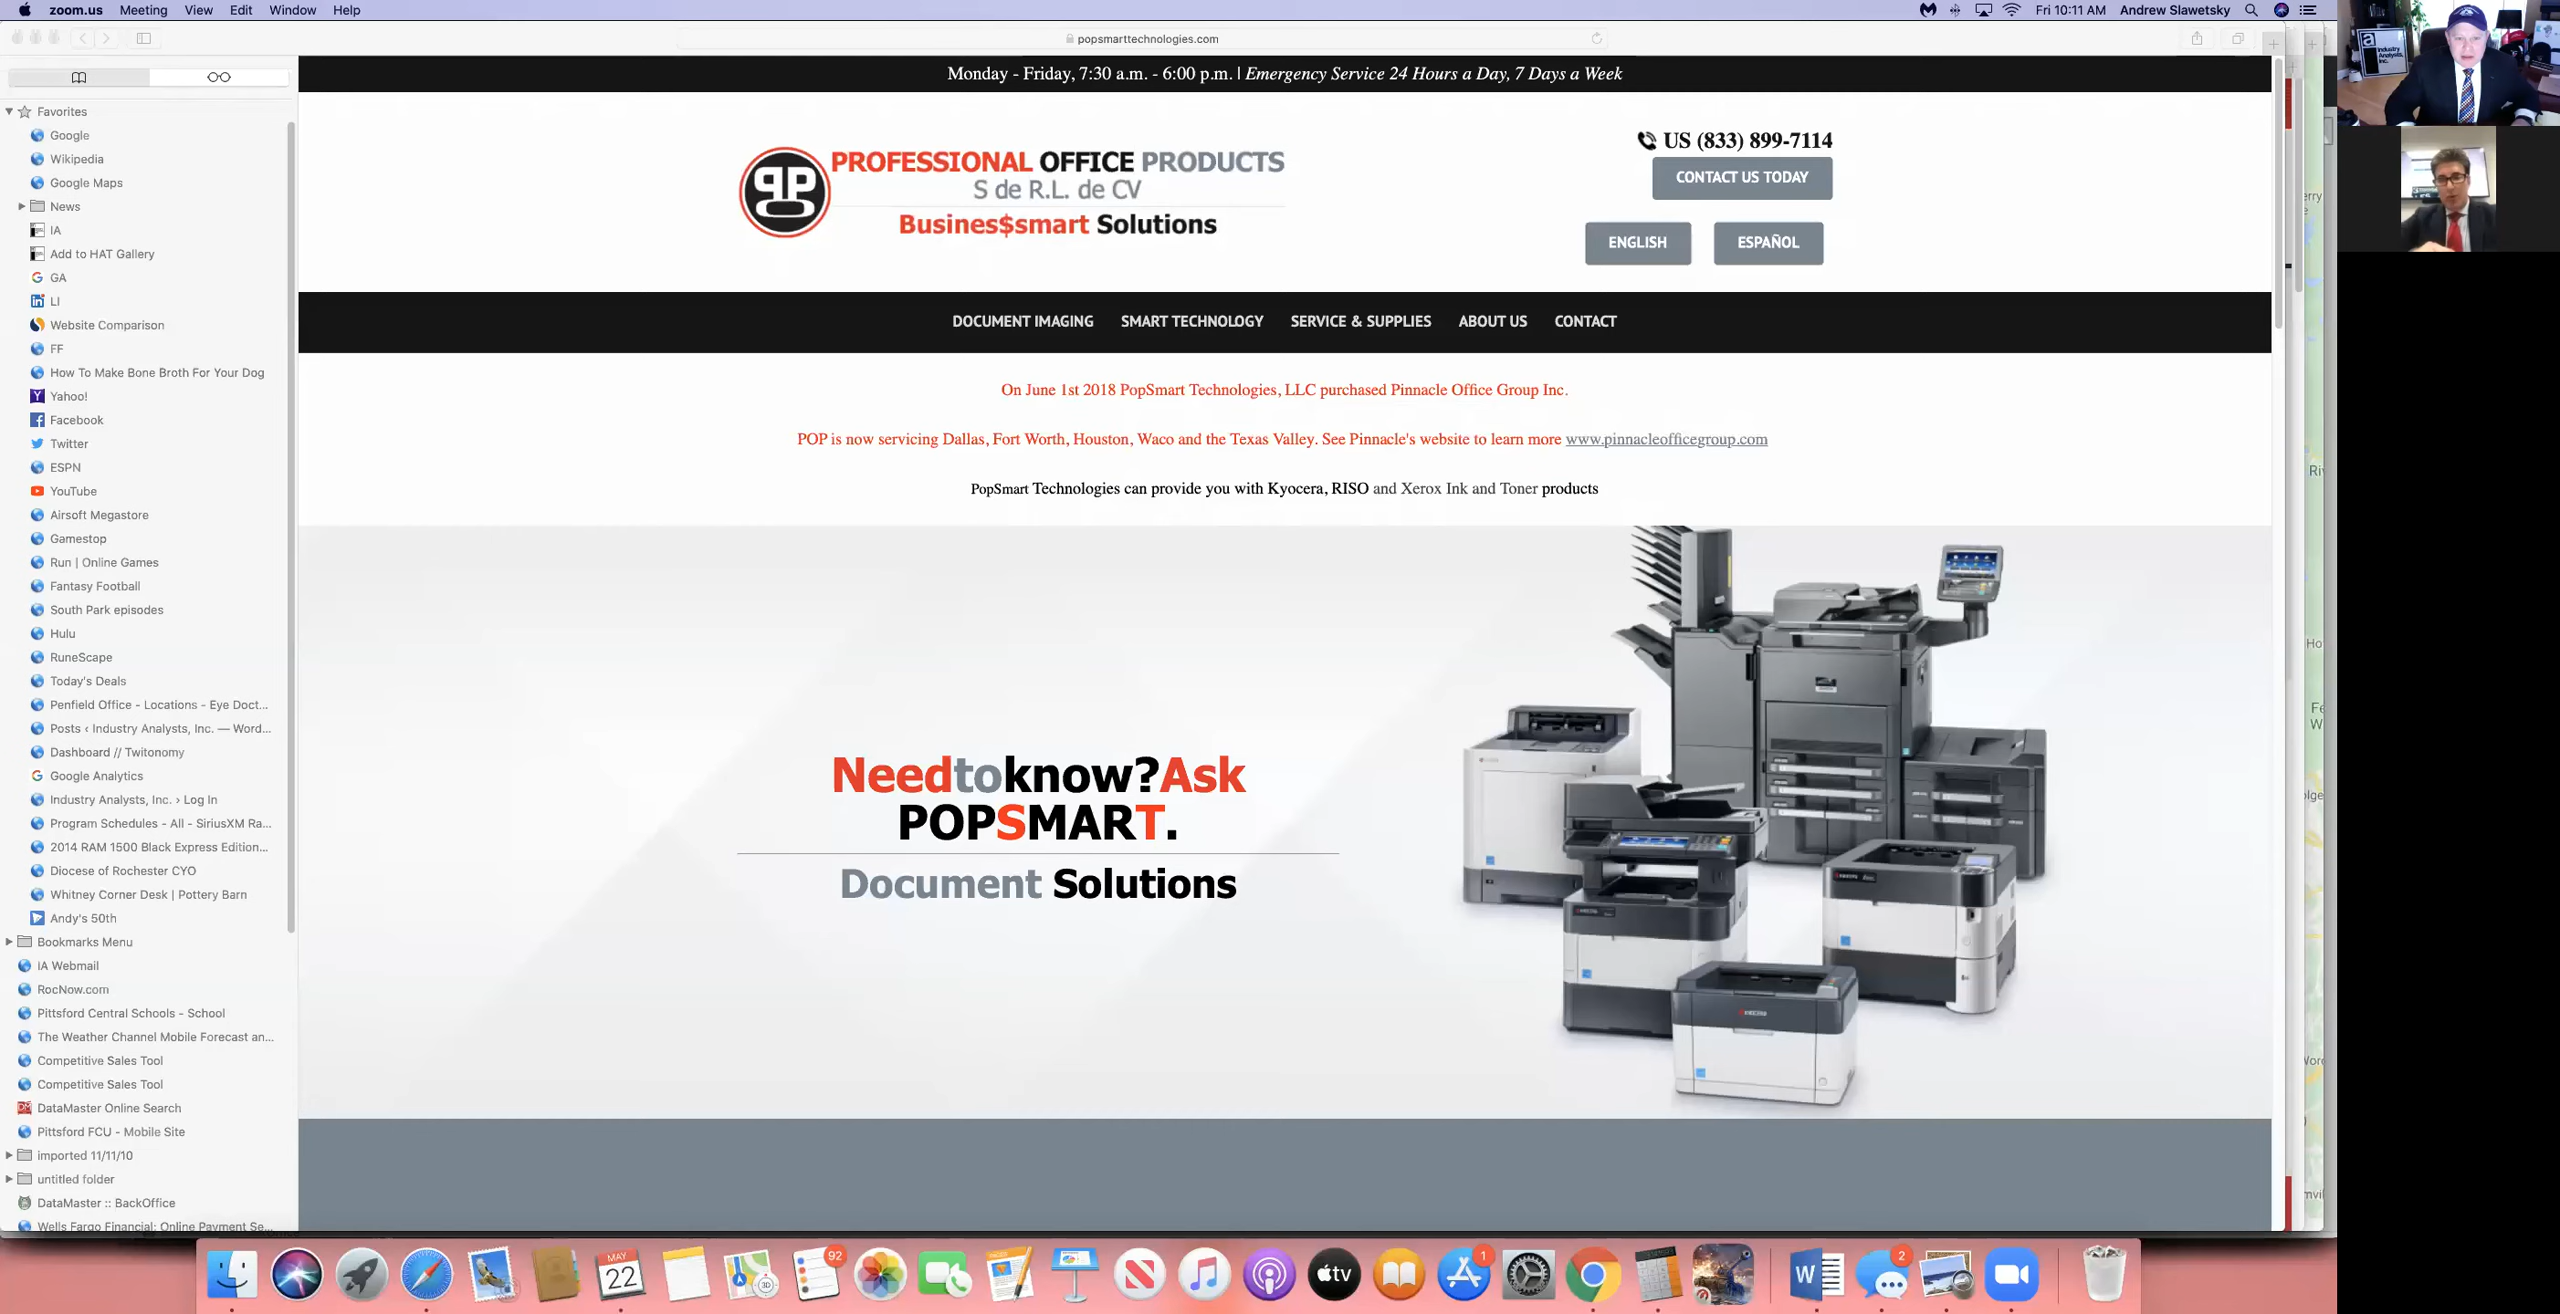 zoom.us Meeting View Edit Window Help
Fri 10:11 AM Andrew Slawetsky
popsmarttechnologies.com
Favorites
Google
Wikipedia
Google Maps
News
IA
Add to HAT Gallery
GA
LI
Website Comparison
FF
How To Make Bone Broth For Your Dog
Yahoo!
Facebook
Twitter
ESPN
YouTube
Airsoft Megastore
Gamestop
Run | Online Games
Fantasy Football
South Park episodes
Hulu
RuneScape
Today's Deals
Penfield Office - Locations - Eye Doct...
Posts ‹ Industry Analysts, Inc. — Word...
Dashboard // Twitonomy
Google Analytics
Industry Analysts, Inc. › Log In
Program Schedules - All - SiriusXM Ra...
2014 RAM 1500 Black Express Edition...
Diocese of Rochester CYO
Whitney Corner Desk | Pottery Barn
Andy's 50th
Bookmarks Menu
IA Webmail
RocNow.com
Pittsford Central Schools - School
The Weather Channel Mobile Forecast an...
Competitive Sales Tool
Competitive Sales Tool
DataMaster Online Search
Pittsford FCU - Mobile Site
imported 11/11/10
untitled folder
DataMaster :: BackOffice
Wells Fargo Financial: Online Payment Se...
Monday - Friday, 7:30 a.m. - 6:00 p.m. | Emergency Service 24 Hours a Day, 7 Days a Week
PROFESSIONAL OFFICE PRODUCTS
S de R.L. de CV
Busines$smart Solutions
US (833) 899-7114
CONTACT US TODAY
ENGLISH ESPAÑOL
DOCUMENT IMAGING SMART TECHNOLOGY SERVICE & SUPPLIES ABOUT US CONTACT
On June 1st 2018 PopSmart Technologies, LLC purchased Pinnacle Office Group Inc.
POP is now servicing Dallas, Fort Worth, Houston, Waco and the Texas Valley. See Pinnacle's website to learn more www.pinnacleofficegroup.com
PopSmart Technologies can provide you with Kyocera, RISO and Xerox Ink and Toner products
Needtoknow?Ask
POPSMART.
Document Solutions
Industry
Analysts,
Inc.
MAY
22
3D
92
tv
1
W
2